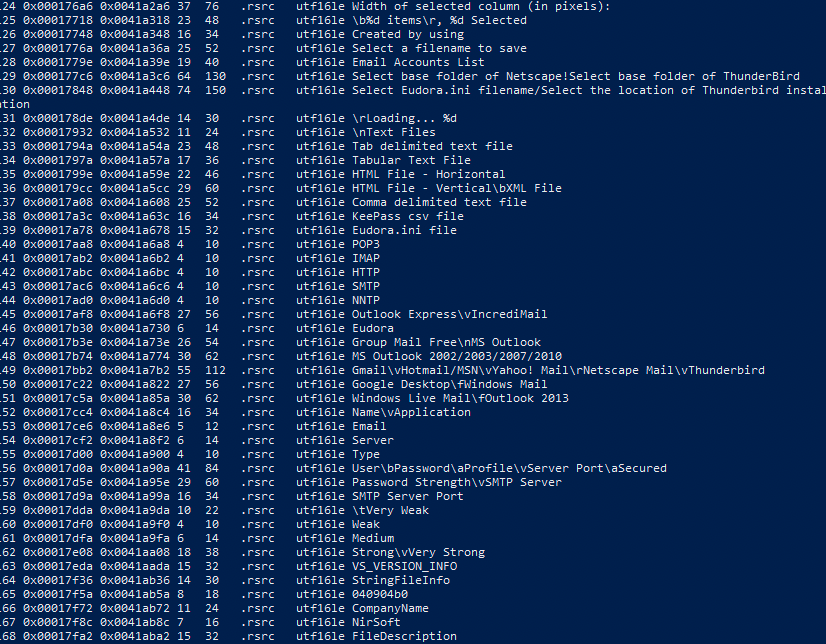 24 0x000176a6 0x0041a2a6 37 76 .rsrc utf16le Width of selected column (in pixels):
25 0x00017718 0x0041a318 23 48 .rsrc utf16le \b%d items\r, %d Selected
26 0x00017748 0x0041a348 16 34 .rsrc utf16le Created by using
27 0x0001776a 0x0041a36a 25 52 .rsrc utf16le Select a filename to save
28 0x0001779e 0x0041a39e 19 40 .rsrc utf16le Email Accounts List
29 0x000177c6 0x0041a3c6 64 130 .rsrc utf16le Select base folder of Netscape!Select base folder of ThunderBird
30 0x00017848 0x0041a448 74 150 .rsrc utf16le Select Eudora.ini filename/Select the location of Thunderbird instal
ation
31 0x000178de 0x0041a4de 14 30 .rsrc utf16le \rLoading... %d
32 0x00017932 0x0041a532 11 24 .rsrc utf16le \nText Files
33 0x0001794a 0x0041a54a 23 48 .rsrc utf16le Tab delimited text file
34 0x0001797a 0x0041a57a 17 36 .rsrc utf16le Tabular Text File
35 0x0001799e 0x0041a59e 22 46 .rsrc utf16le HTML File - Horizontal
36 0x000179cc 0x0041a5cc 29 60 .rsrc utf16le HTML File - Vertical\bXML File
37 0x00017a08 0x0041a608 25 52 .rsrc utf16le Comma delimited text file
38 0x00017a3c 0x0041a63c 16 34 .rsrc utf16le KeePass csv file
39 0x00017a78 0x0041a678 15 32 .rsrc utf16le Eudora.ini file
40 0x00017aa8 0x0041a6a8 4 10 .rsrc utf16le POP3
41 0x00017ab2 0x0041a6b2 4 10 .rsrc utf16le IMAP
42 0x00017abc 0x0041a6bc 4 10 .rsrc utf16le HTTP
43 0x00017ac6 0x0041a6c6 4 10 .rsrc utf16le SMTP
44 0x00017ad0 0x0041a6d0 4 10 .rsrc utf16le NNTP
45 0x00017af8 0x0041a6f8 27 56 .rsrc utf16le Outlook Express\vIncrediMail
46 0x00017b30 0x0041a730 6 14 .rsrc utf16le Eudora
47 0x00017b3e 0x0041a73e 26 54 .rsrc utf16le Group Mail Free\nMS Outlook
48 0x00017b74 0x0041a774 30 62 .rsrc utf16le MS Outlook 2002/2003/2007/2010
49 0x00017bb2 0x0041a7b2 55 112 .rsrc utf16le Gmail\vHotmail/MSN\vYahoo! Mail\rNetscape Mail\vThunderbird
50 0x00017c22 0x0041a822 27 56 .rsrc utf16le Google Desktop\fWindows Mail
51 0x00017c5a 0x0041a85a 30 62 .rsrc utf16le Windows Live Mail\fOutlook 2013
52 0x00017cc4 0x0041a8c4 16 34 .rsrc utf16le Name\vApplication
53 0x00017ce6 0x0041a8e6 5 12 .rsrc utf16le Email
54 0x00017cf2 0x0041a8f2 6 14 .rsrc utf16le Server
55 0x00017d00 0x0041a900 4 10 .rsrc utf16le Type
56 0x00017d0a 0x0041a90a 41 84 .rsrc utf16le User\bPassword\aProfile\vServer Port\aSecured
57 0x00017d5e 0x0041a95e 29 60 .rsrc utf16le Password Strength\vSMTP Server
58 0x00017d9a 0x0041a99a 16 34 .rsrc utf16le SMTP Server Port
59 0x00017dda 0x0041a9da 10 22 .rsrc utf16le \tVery Weak
60 0x00017df0 0x0041a9f0 4 10 .rsrc utf16le Weak
61 0x00017dfa 0x0041a9fa 6 14 .rsrc utf16le Medium
62 0x00017e08 0x0041aa08 18 38 .rsrc utf16le Strong\vVery Strong
63 0x00017eda 0x0041aada 15 32 .rsrc utf16le VS_VERSION_INFO
64 0x00017f36 0x0041ab36 14 30 .rsrc utf16le StringFileInfo
65 0x00017f5a 0x0041ab5a 8 18 .rsrc utf16le 040904b0
66 0x00017f72 0x0041ab72 11 24 .rsrc utf16le CompanyName
67 0x00017f8c 0x0041ab8c 7 16 .rsrc utf16le NirSoft
68 0x00017fa2 0x0041aba2 15 32 .rsrc utf16le FileDescription